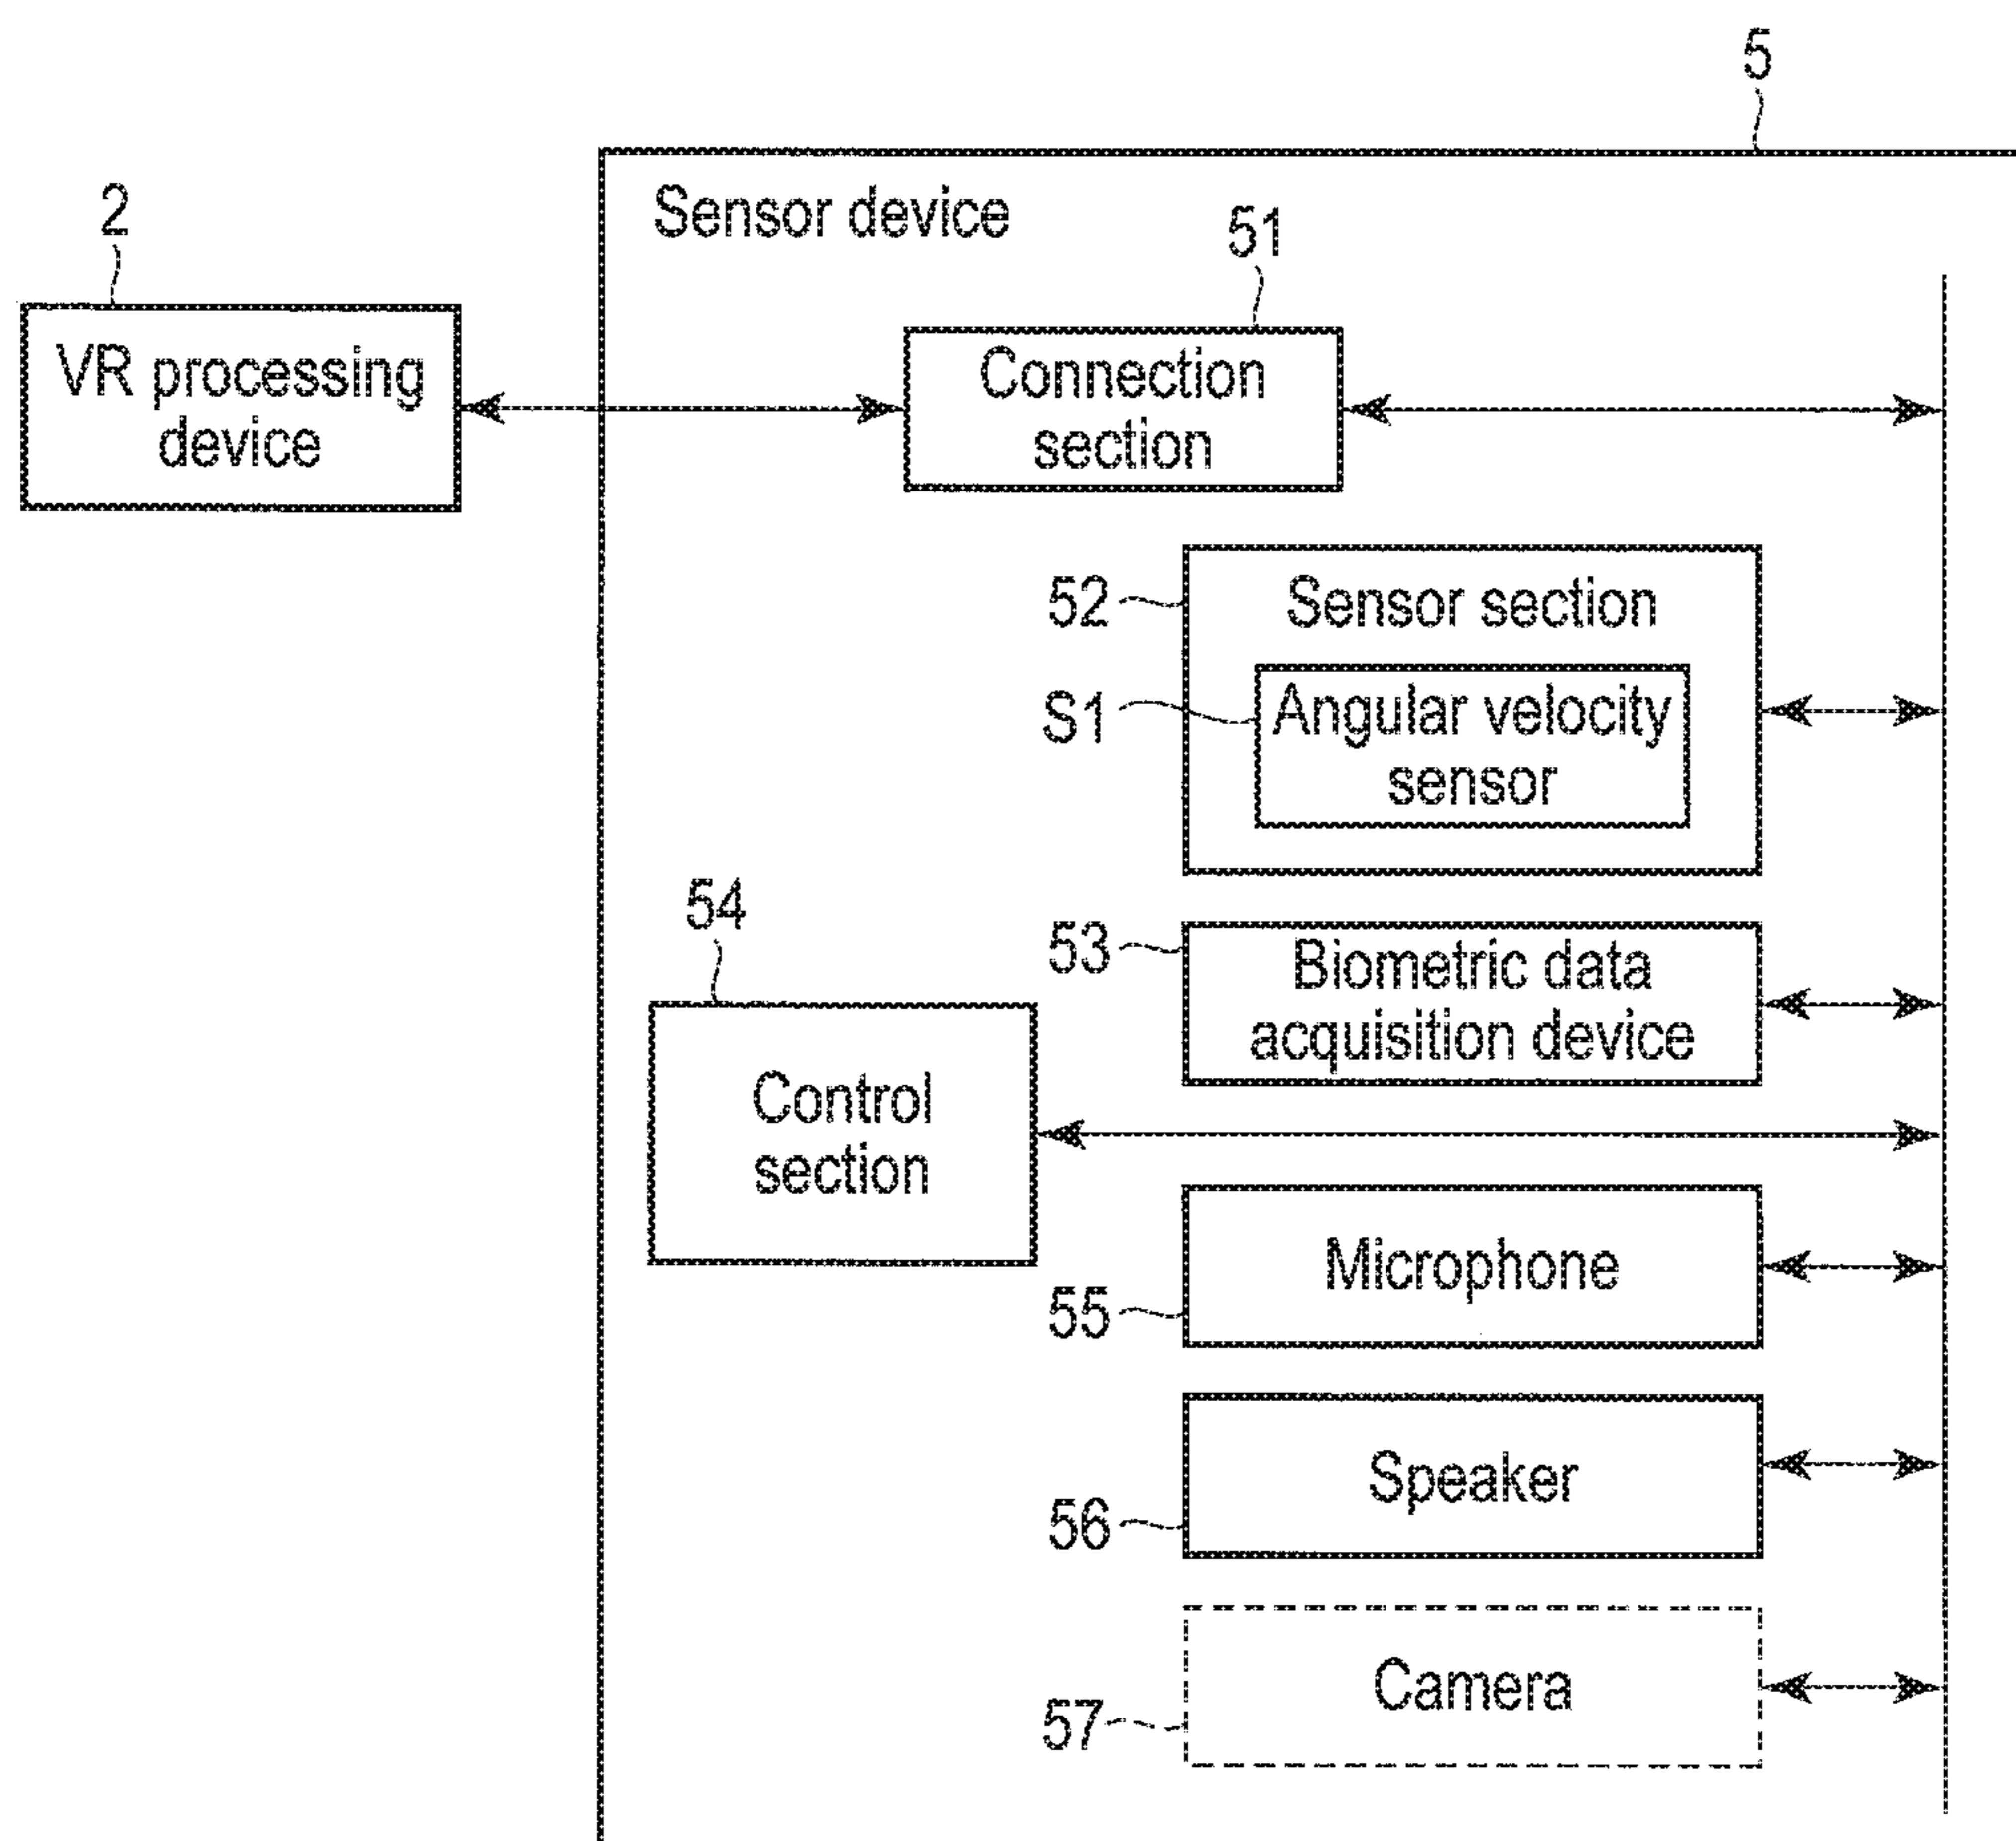 5
Sensor device
2
51
VR processing
device
Connection
section
52
Sensor section
S1
Angular velocity
sensor
54
53
Biometric data
acquisition device
Control
section
Microphone
55
Speaker
56
Camera
57